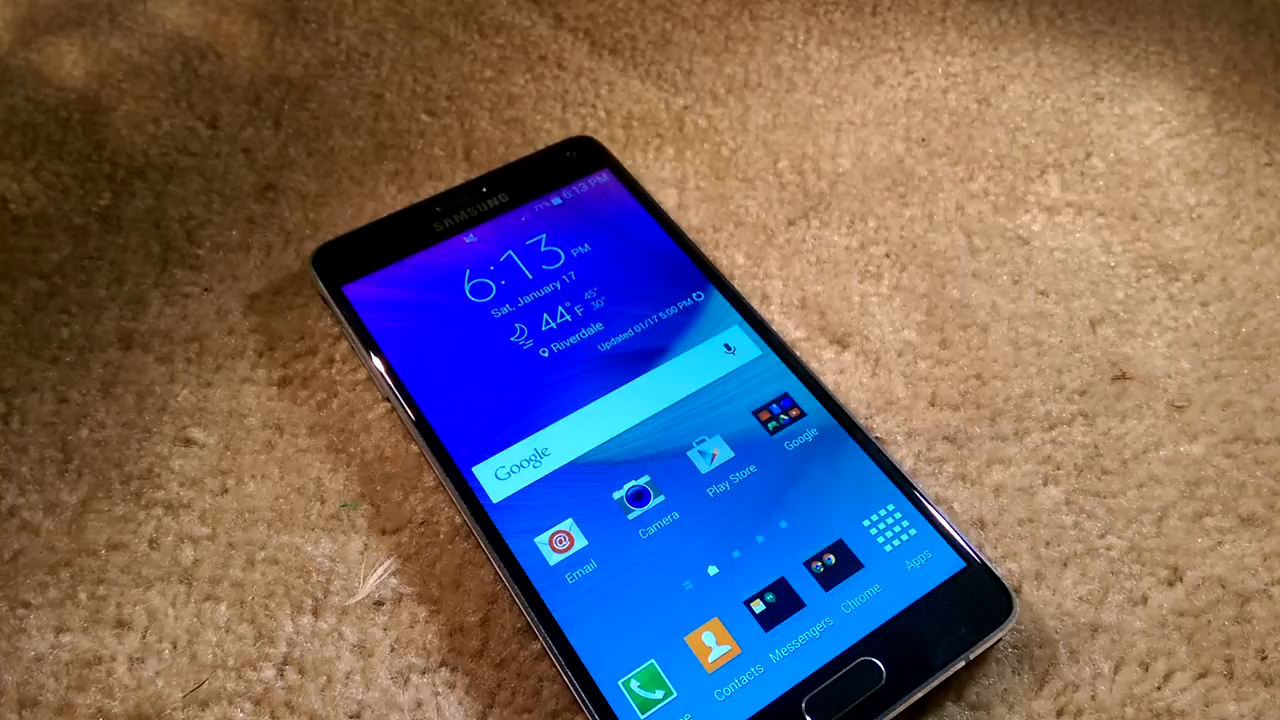 SAMSUNG
71% 6:13 PM
6:13 PM
Sat, January 17
44°F 45° 30°
Riverdale
Updated 01/17 5:00 PM
Google
Email
Camera
Play Store
Google
Contacts
Messengers
Chrome
Apps